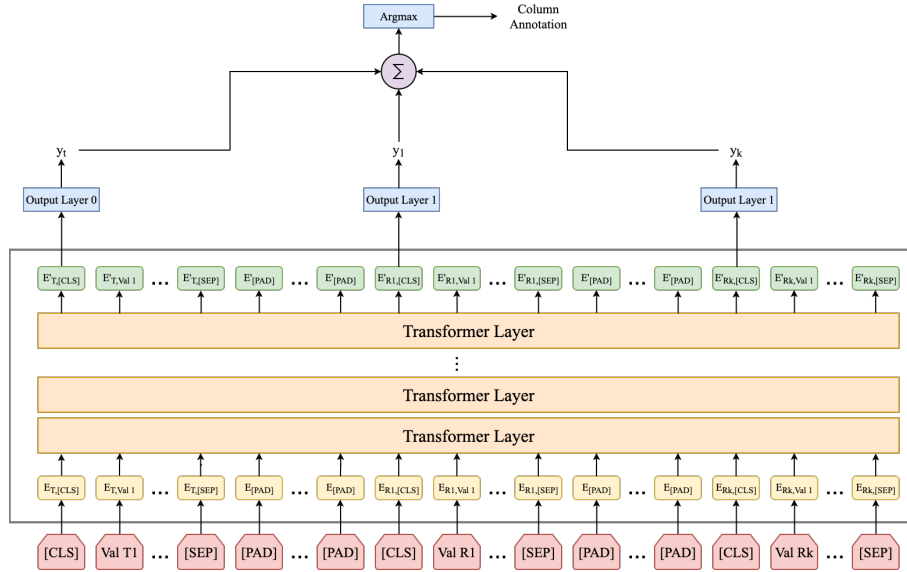 Argmax
Column
Annotation
Σ
yt
y1
yk
Output Layer 0
Output Layer 1
Output Layer 1
E'T,[CLS] E'T,Val 1 ... E'T,[SEP] E'[PAD] ... E'[PAD] E'R1,[CLS] E'R1,Val 1 ... E'R1,[SEP] E'[PAD] ... E'[PAD] E'Rk,[CLS] E'Rk,Val 1 ... E'Rk,[SEP]
Transformer Layer
...
Transformer Layer
Transformer Layer
ET,[CLS] ET,Val 1 ... ET,[SEP] E[PAD] ... E[PAD] ER1,[CLS] ER1,Val 1 ... ER1,[SEP] E[PAD] ... E[PAD] ERk,[CLS] ERk,Val 1 ... ERk,[SEP]
[CLS] Val T1 ... [SEP] [PAD] ... [PAD] [CLS] Val R1 ... [SEP] [PAD] ... [PAD] [CLS] Val Rk ... [SEP]